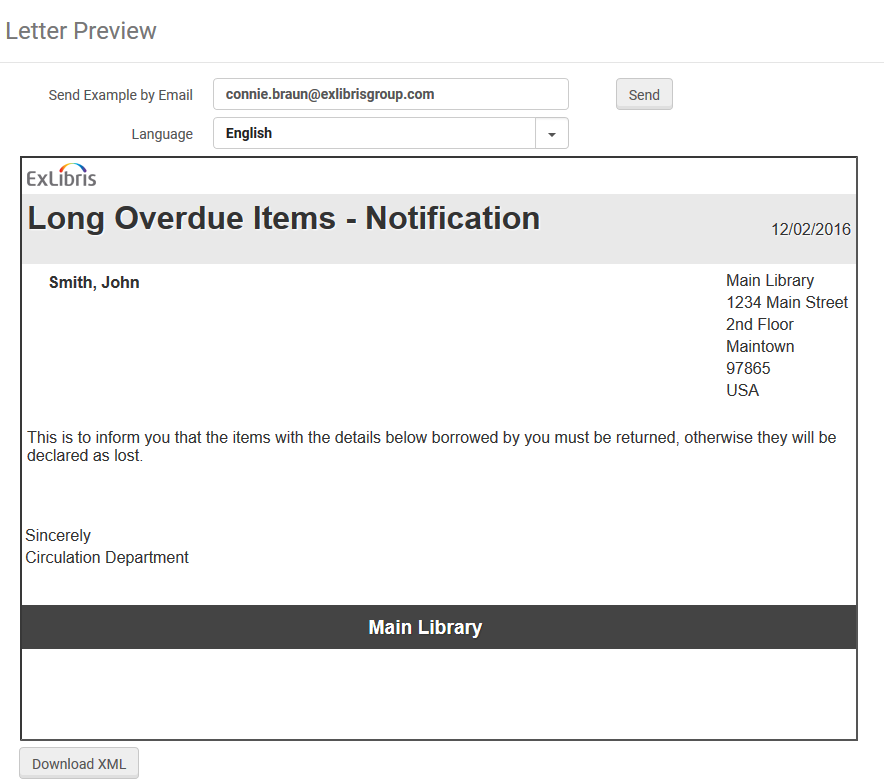 Letter Preview
Send Example by Email
connie.braun@exlibrisgroup.com
Send
Language
English
ExLibris
Long Overdue Items - Notification
12/02/2016
Smith, John
Main Library
1234 Main Street
2nd Floor
Maintown
97865
USA
This is to inform you that the items with the details below borrowed by you must be returned, otherwise they will be
declared as lost.
Sincerely
Circulation Department
Main Library
Download XML